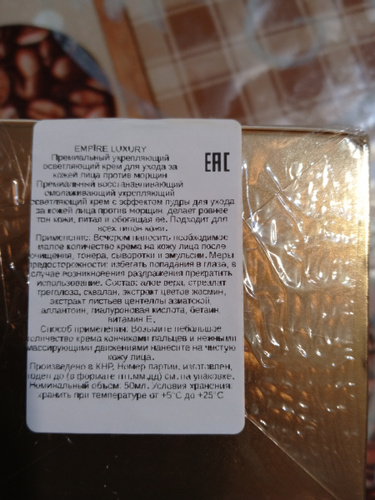 EMPIRE LUXURY
Премиальный укрепляющий
осветляющий крем для ухода за
кожей лица против морщин
EAC
Премиальный восстанавливающий
омолаживающий укрепляющий
осветляющий крем с эффектом пудры для ухода
за кожей лица против морщин, делает ровнее
тон кожи, питая и обогащая её. Подходит для
всех типов кожи.
Применение: Вечером наносить необходимое
малое количество крема на кожу лица после
очищения, тонера, сыворотки и эмульсии. Меры
предосторожности: избегать попадания в глаза, в
случае возникновения раздражения прекратить
использование. Состав: алоэ вера,
трегалоза, сквалан, экстракт цветов жасмин,
экстракт листьев центеллы азиатской,
аллантоин, гиалуроновая кислота, бетаин,
витамин Е.
Способ применения: Возьмите небольшое
количество крема кончиками пальцев и нежными
массирующими движениями нанесите на чистую
кожу лица.
Произведено в КНР, Номер партии, изготовлен,
годен до (в формате гггг.мм.дд) см. на упаковке.
Номинальный объем: 50мл. Условия хранения:
хранить при температуре от +5°C до +25°C